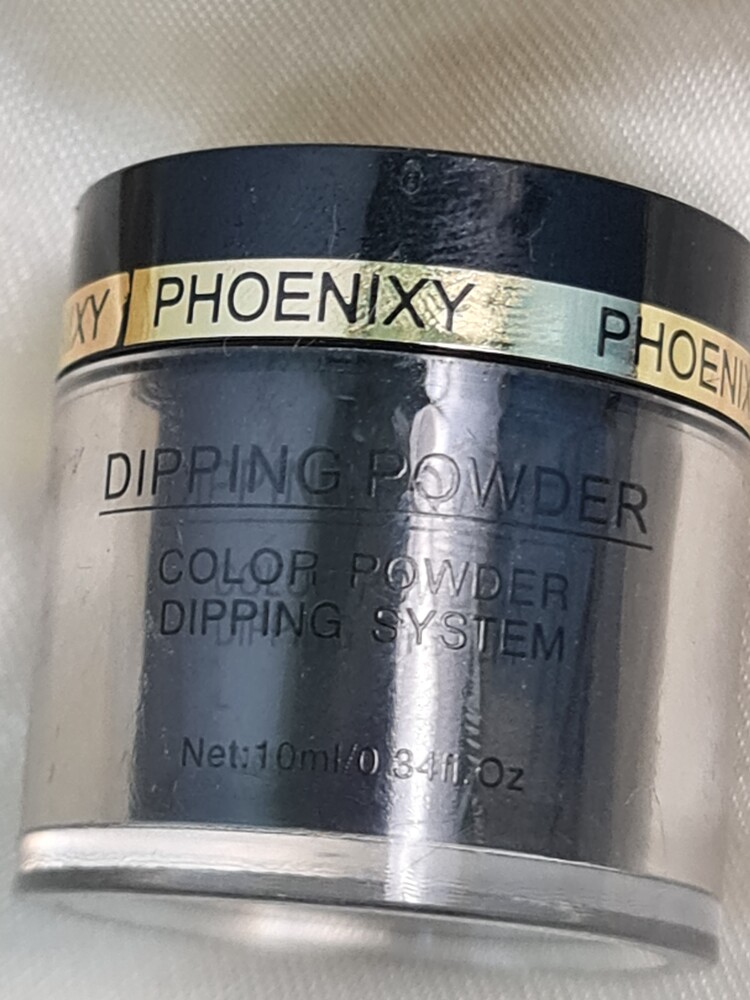 XY PHOENIXY PHOENIX
DIPPING POWDER
COLOR POWDER
DIPPING SYSTEM
Net:10ml/0.34fl.Oz